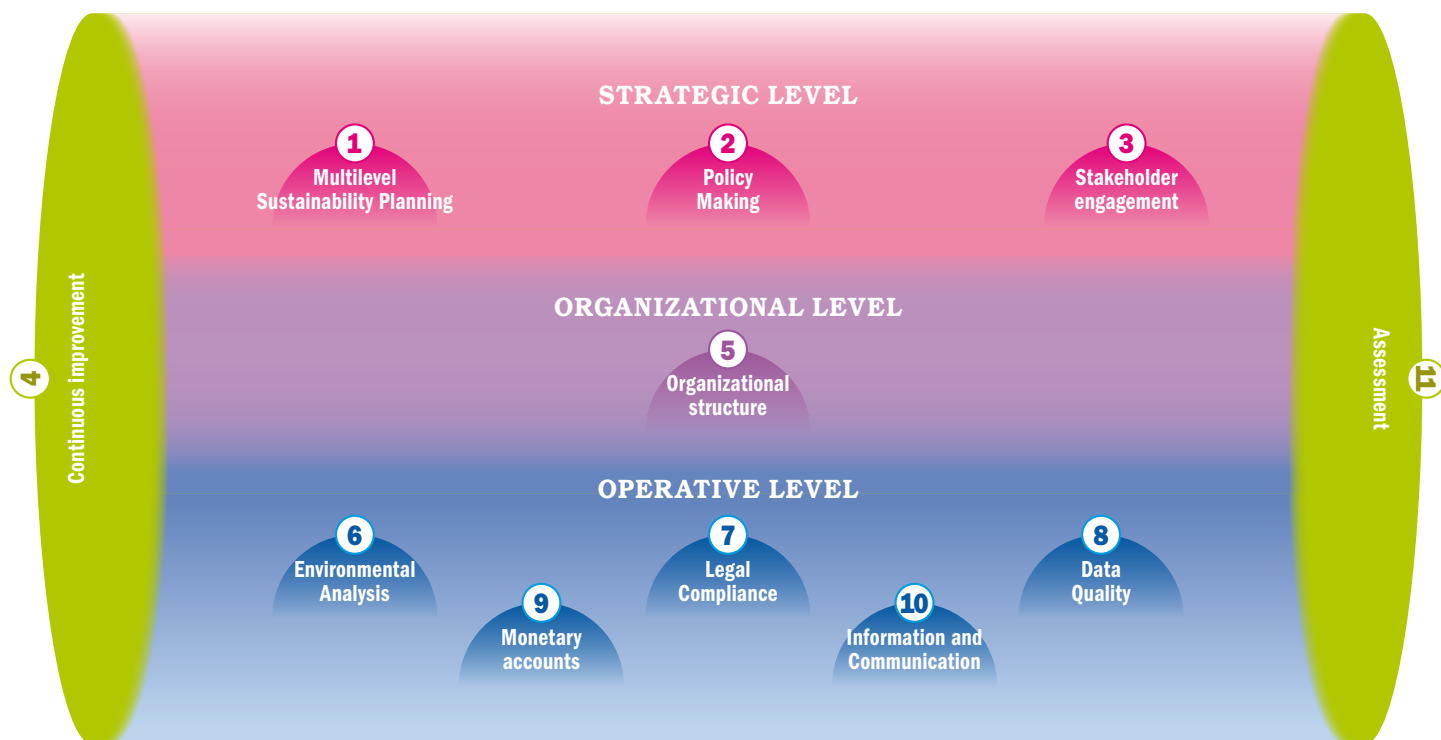 STRATEGIC LEVEL
1
Multilevel
Sustainability Planning
2
Policy
Making
3
Stakeholder
engagement
4
Continuous improvement
ORGANIZATIONAL LEVEL
5
Organizational
structure
Assessment
11
OPERATIVE LEVEL
6
Environmental
Analysis
7
Legal
Compliance
8
Data
Quality
9
Monetary
accounts
10
Information and
Communication